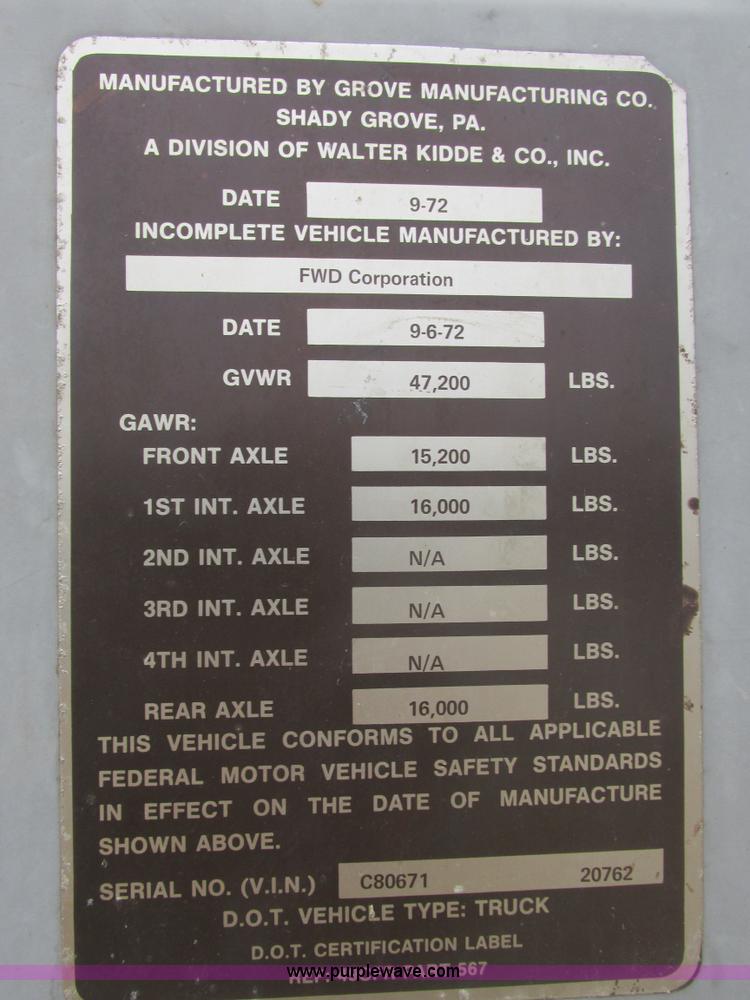 MANUFACTURED BY GROVE MANUFACTURING CO.
SHADY GROVE, PA.
A DIVISION OF WALTER KIDDE & CO., INC.
DATE 9-72
INCOMPLETE VEHICLE MANUFACTURED BY:
FWD Corporation
DATE 9-6-72
GVWR 47,200 LBS.
GAWR:
FRONT AXLE 15,200 LBS.
1ST INT. AXLE 16,000 LBS.
2ND INT. AXLE N/A LBS.
3RD INT. AXLE N/A LBS.
4TH INT. AXLE N/A LBS.
REAR AXLE 16,000 LBS.
THIS VEHICLE CONFORMS TO ALL APPLICABLE
FEDERAL MOTOR VEHICLE SAFETY STANDARDS
IN EFFECT ON THE DATE OF MANUFACTURE
SHOWN ABOVE.
SERIAL NO. (V.I.N.) C80671 20762
D.O.T. VEHICLE TYPE: TRUCK
D.O.T. CERTIFICATION LABEL
567
www.purplewave.com